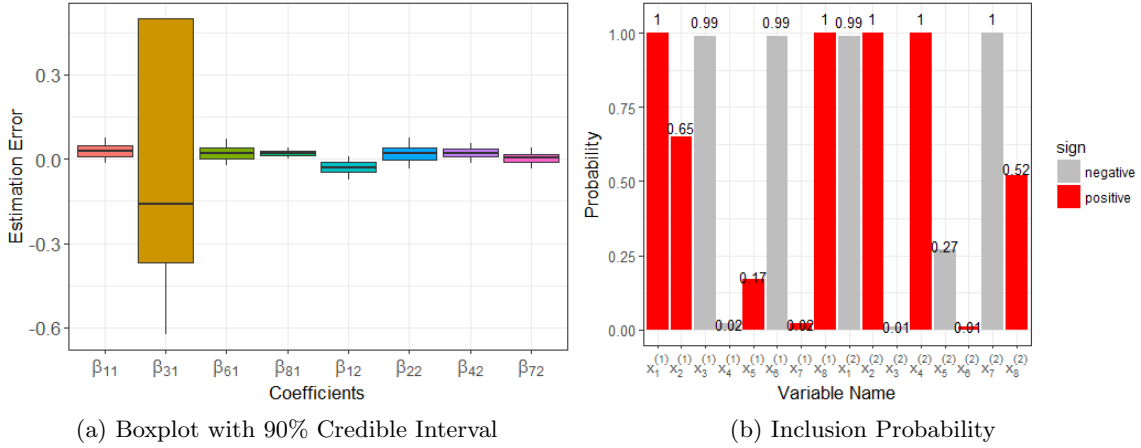 0.3
0.0
-0.3
-0.6
Estimation Error
β11 β31 β61 β81 β12 β22 β42 β72
Coefficients
(a) Boxplot with 90% Credible Interval
1 0.65 0.99 0.02 0.17 0.99 0.02 1 0.99 1 0.01 1 0.27 0.01 1 0.52
1.00
0.75
0.50
0.25
0.00
Probability
x1(1) x2(1) x3(1) x4(1) x5(1) x6(1) x7(1) x8(1) x1(2) x2(2) x3(2) x4(2) x5(2) x6(2) x7(2) x8(2)
Variable Name
sign
negative
positive
(b) Inclusion Probability